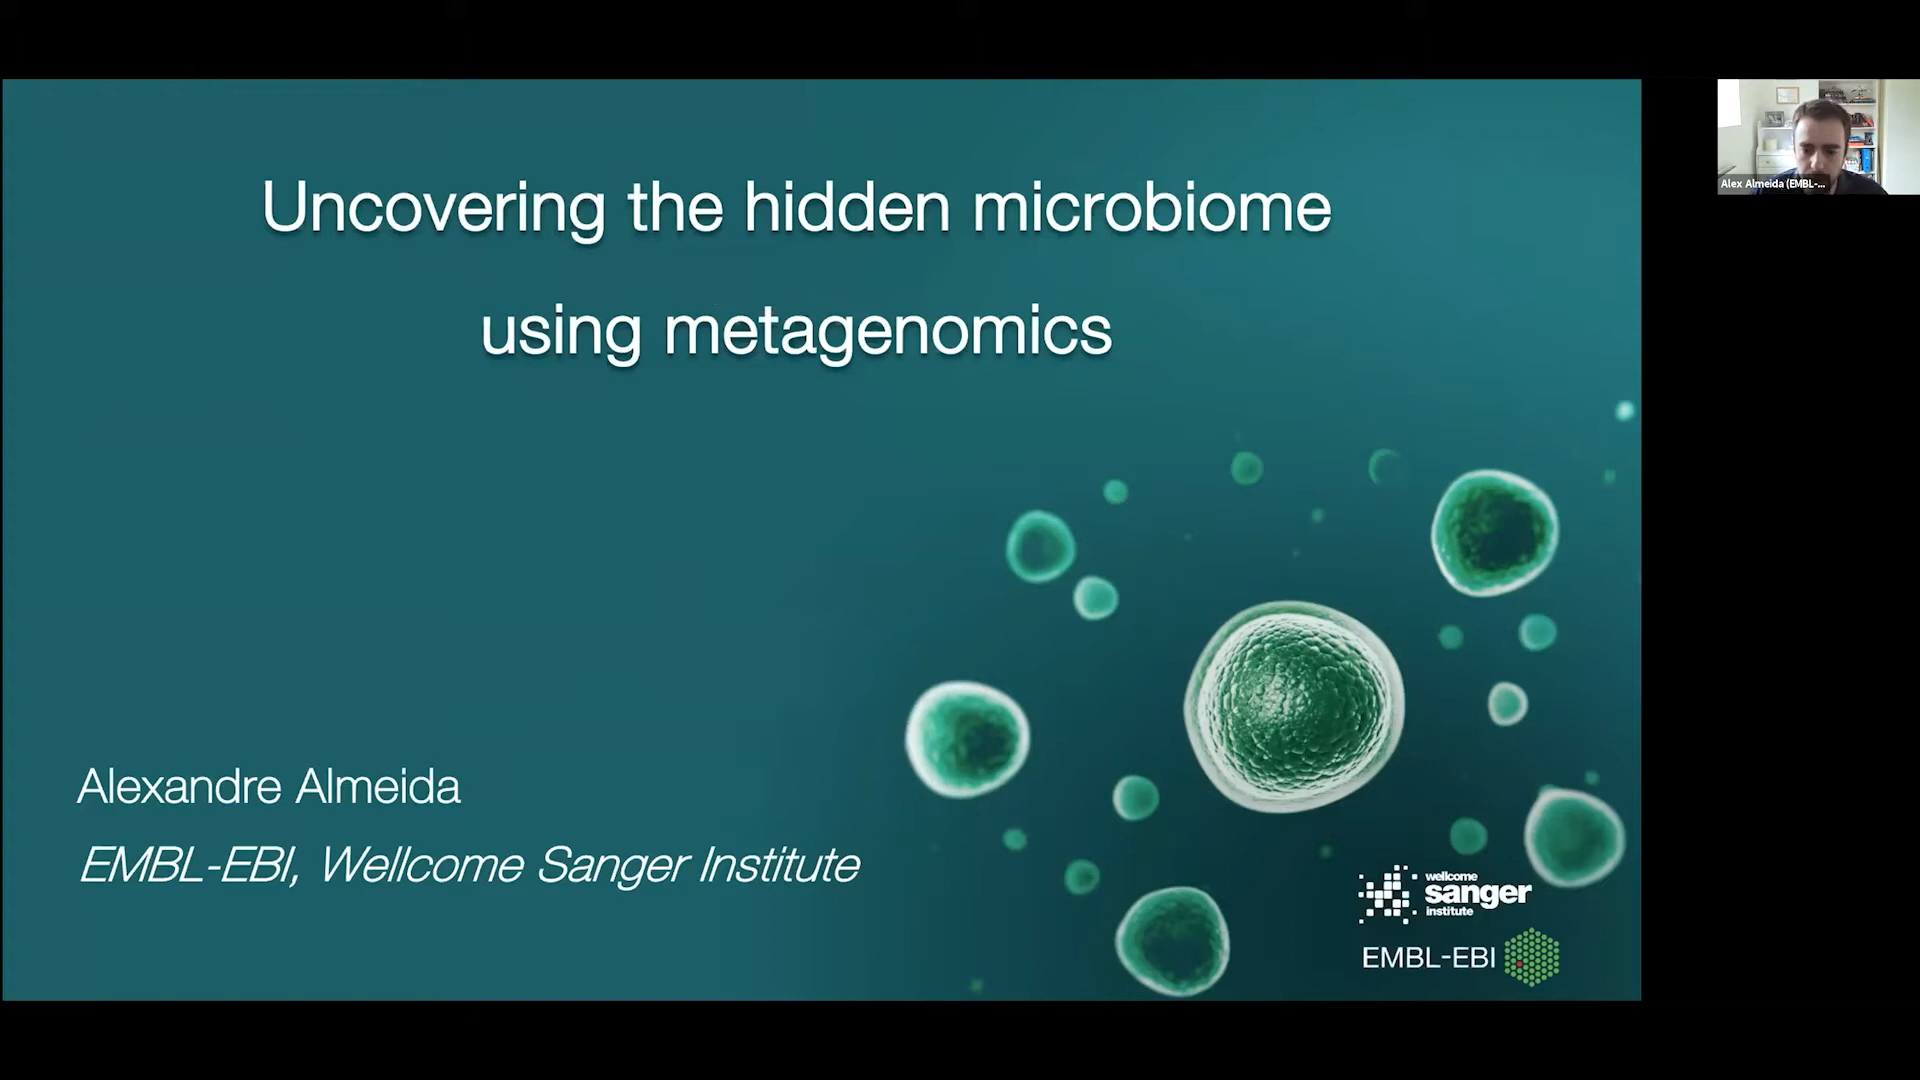 Uncovering the hidden microbiome
using metagenomics
Alex Almeida (EMBL-...
Alexandre Almeida
EMBL-EBI, Wellcome Sanger Institute
wellcome
sanger
institute
EMBL-EBI